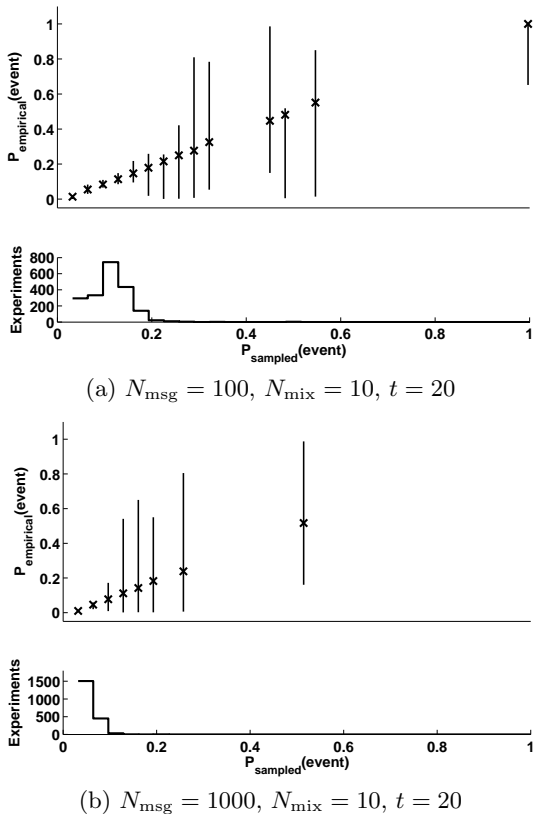 1
0.8
0.6
0.4
0.2
0
P_empirical(event)
800
600
400
200
0
Experiments
0 0.2 0.4 0.6 0.8 1
P_sampled(event)
(a) N_msg = 100, N_mix = 10, t = 20
1
0.8
0.6
0.4
0.2
0
P_empirical(event)
1500
1000
500
0
Experiments
0 0.2 0.4 0.6 0.8 1
P_sampled(event)
(b) N_msg = 1000, N_mix = 10, t = 20